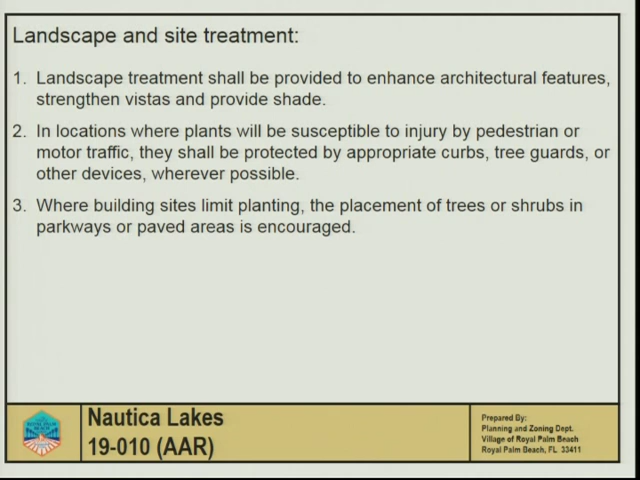 Landscape and site treatment:
1. Landscape treatment shall be provided to enhance architectural features,
strengthen vistas and provide shade.
2. In locations where plants will be susceptible to injury by pedestrian or
motor traffic, they shall be protected by appropriate curbs, tree guards, or
other devices, wherever possible.
3. Where building sites limit planting, the placement of trees or shrubs in
parkways or paved areas is encouraged.
Nautica Lakes
19-010 (AAR)
Prepared By:
Planning and Zoning Dept.
Village of Royal Palm Beach
Royal Palm Beach, FL 33411